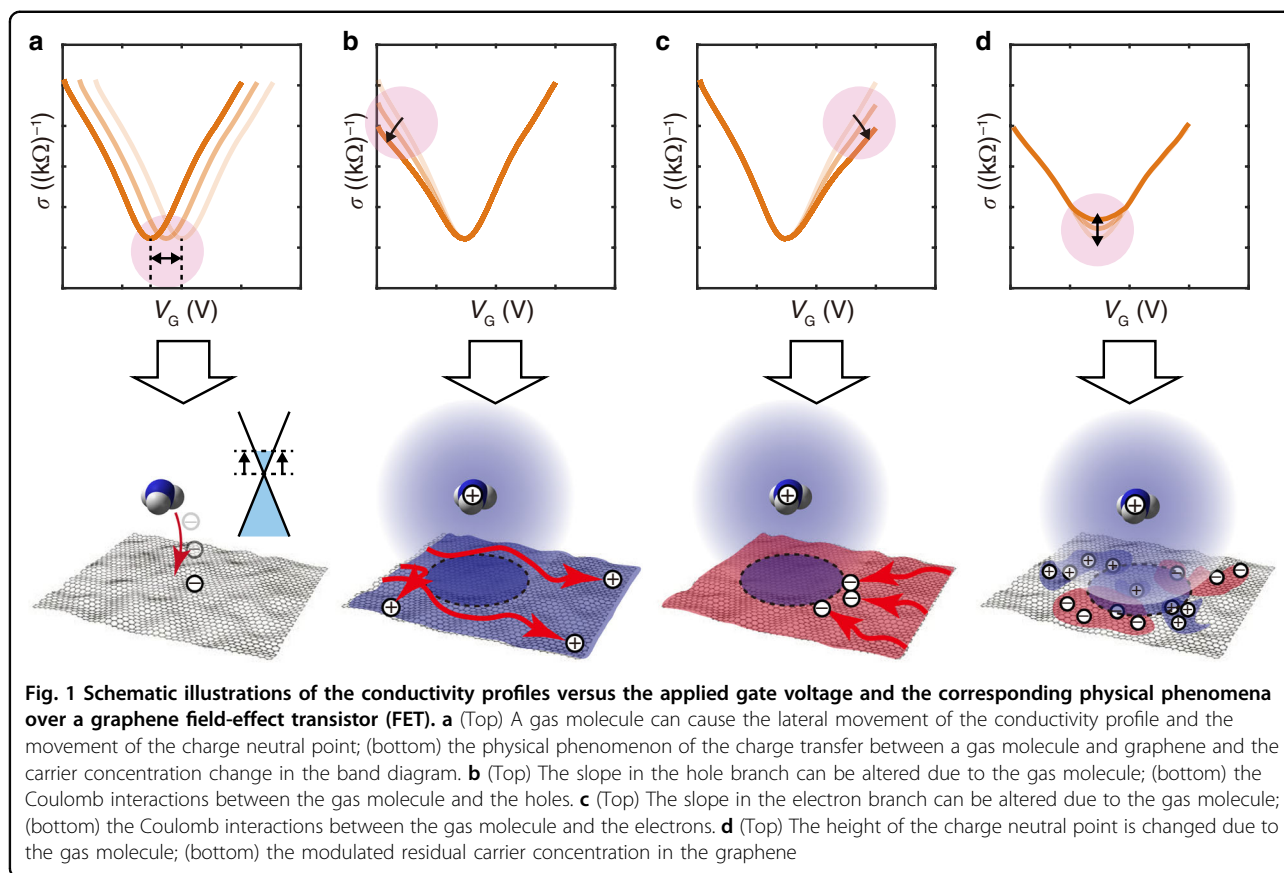 a
b
c
d
σ ((kΩ)⁻¹)
σ ((kΩ)⁻¹)
σ ((kΩ)⁻¹)
σ ((kΩ)⁻¹)
V_G (V)
V_G (V)
V_G (V)
V_G (V)
Fig. 1 Schematic illustrations of the conductivity profiles versus the applied gate voltage and the corresponding physical phenomena
over a graphene field-effect transistor (FET). a (Top) A gas molecule can cause the lateral movement of the conductivity profile and the
movement of the charge neutral point; (bottom) the physical phenomenon of the charge transfer between a gas molecule and graphene and the
carrier concentration change in the band diagram. b (Top) The slope in the hole branch can be altered due to the gas molecule; (bottom) the
Coulomb interactions between the gas molecule and the holes. c (Top) The slope in the electron branch can be altered due to the gas molecule;
(bottom) the Coulomb interactions between the gas molecule and the electrons. d (Top) The height of the charge neutral point is changed due to
the gas molecule; (bottom) the modulated residual carrier concentration in the graphene